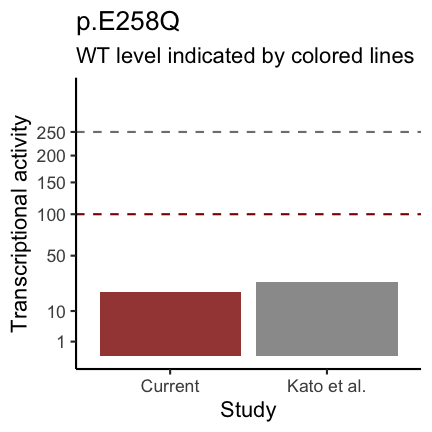 p.E258Q
WT level indicated by colored lines
Transcriptional activity
250
200
150
100
50
10
1
Current
Kato et al.
Study